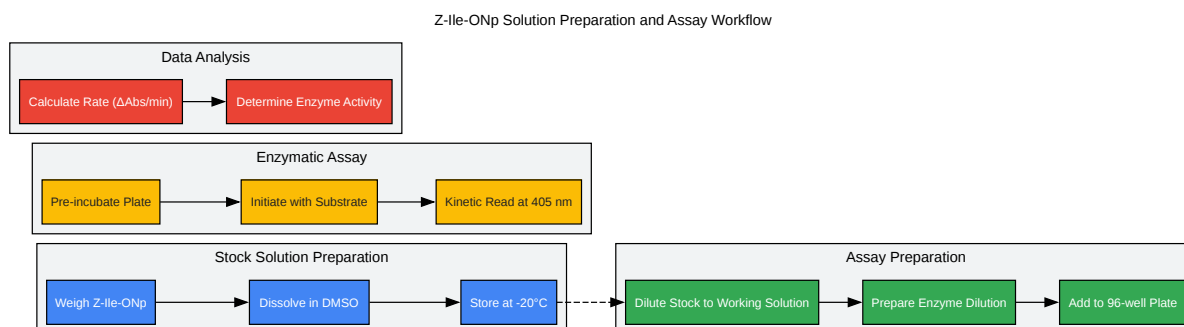 Z-Ile-ONp Solution Preparation and Assay Workflow
Data Analysis
Calculate Rate (ΔAbs/min)
Determine Enzyme Activity
Enzymatic Assay
Pre-incubate Plate
Initiate with Substrate
Kinetic Read at 405 nm
Stock Solution Preparation
Weigh Z-Ile-ONp
Dissolve in DMSO
Store at -20°C
Assay Preparation
Dilute Stock to Working Solution
Prepare Enzyme Dilution
Add to 96-well Plate